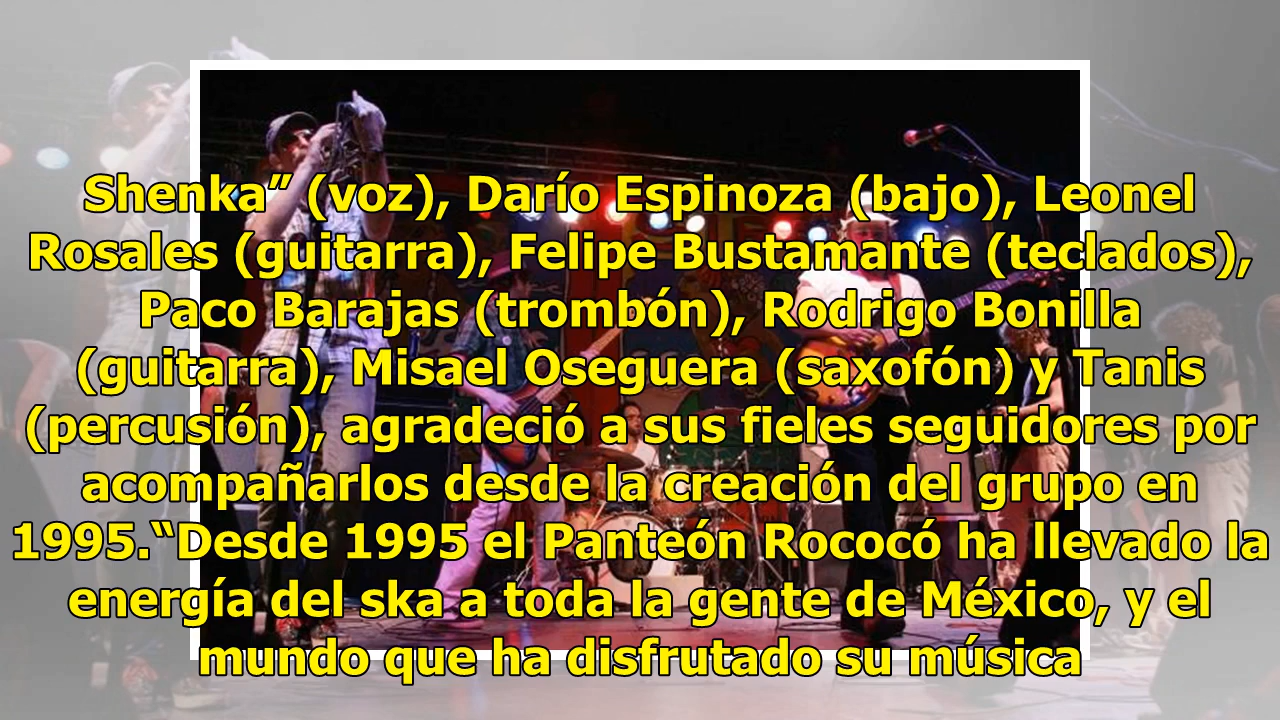 Shenka” (voz), Darío Espinoza (bajo), Leonel
Rosales (guitarra), Felipe Bustamante (teclados),
Paco Barajas (trombón), Rodrigo Bonilla
(guitarra), Misael Oseguera (saxofón) y Tanis
(percusión), agradeció a sus fieles seguidores por
acompañarlos desde la creación del grupo en
1995.“Desde 1995 el Panteón Rococó ha llevado la
energía del ska a toda la gente de México, y el
mundo que ha disfrutado su música